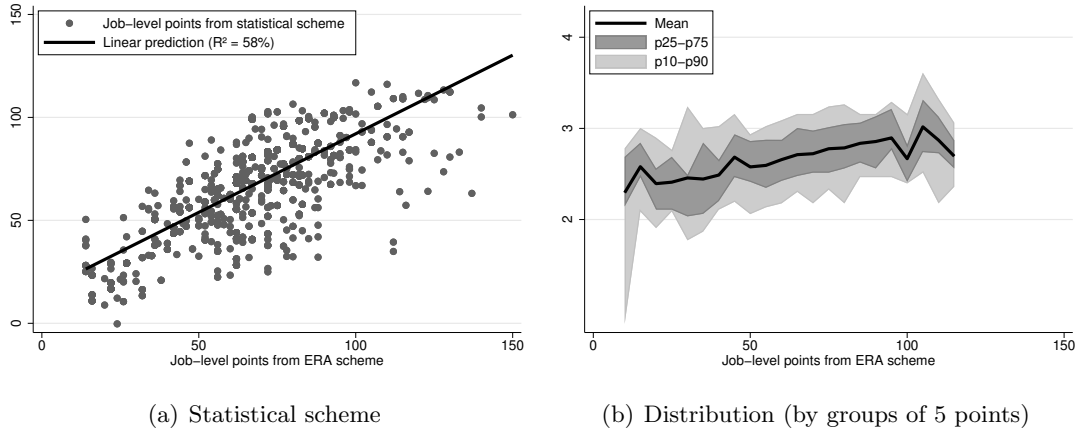 150
100
50
0
Job−level points from statistical scheme
Linear prediction (R² = 58%)
0 50 100 150
Job−level points from ERA scheme
(a) Statistical scheme
4
3
2
Mean
p25−p75
p10−p90
0 50 100 150
Job−level points from ERA scheme
(b) Distribution (by groups of 5 points)